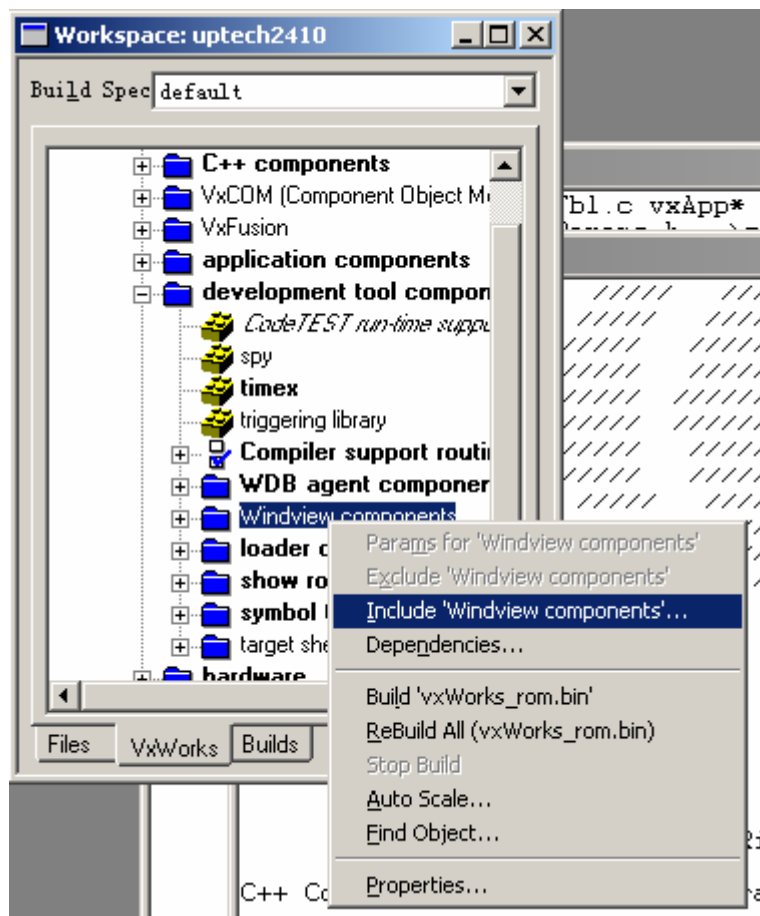 Workspace: uptech2410
Build Spec default
C++ components
VxCOM (Component Object M
VxFusion
application components
development tool compon
CodeTEST run-time suppo
spy
timex
triggering library
Compiler support routi
WDB agent componer
Windview components
loader c
show ro
symbol
target she
hardware
Files VxWorks Builds
Params for 'Windview components'
Exclude 'Windview components'
Include 'Windview components'...
Dependencies...
Build 'vxWorks_rom.bin'
ReBuild All (vxWorks_rom.bin)
Stop Build
Auto Scale...
Find Object...
Properties...
Tbl.c vxApp*
///// ///
///// ////
///// /////
///// /////
///// /////
///// /////
///// /////
///// ////
///// ///
C++ Co